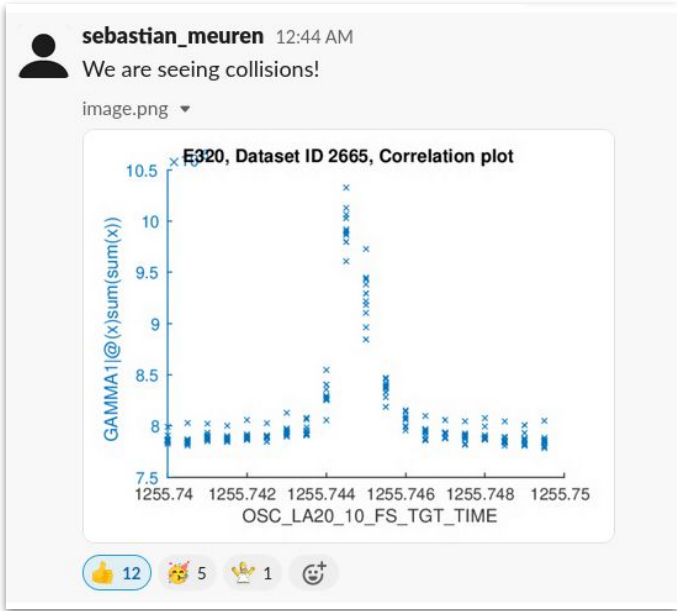 sebastian_meuren 12:44 AM
We are seeing collisions!
image.png
E320, Dataset ID 2665, Correlation plot
10.5
10
9.5
9
8.5
8
7.5
GAMMA1|@(x)sum(sum(x))
1255.74 1255.742 1255.744 1255.746 1255.748 1255.75
OSC_LA20_10_FS_TGT_TIME
12 5 1